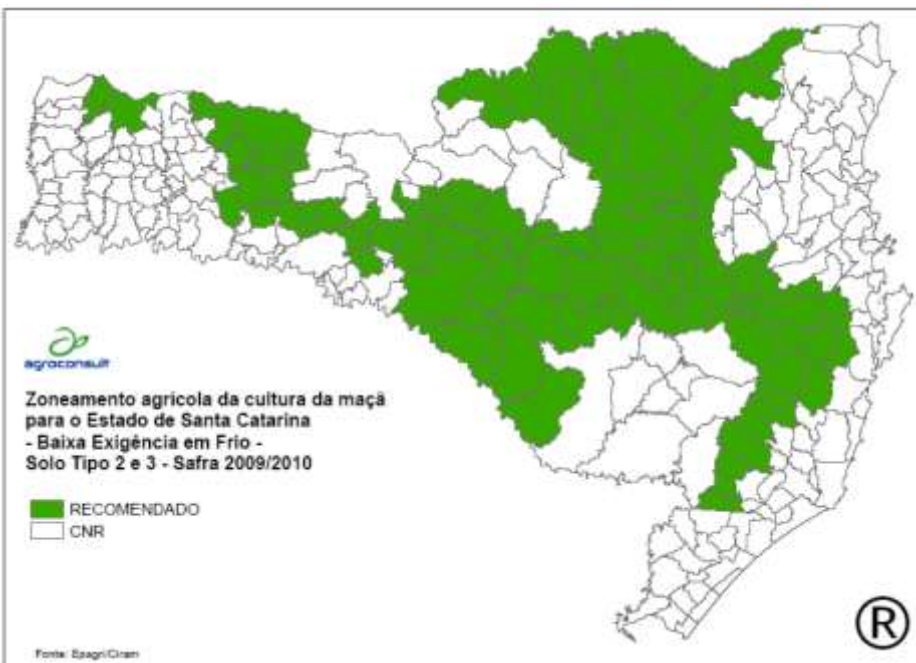 agroconsult
Zoneamento agrícola da cultura da maçã
para o Estado de Santa Catarina
- Baixa Exigência em Frio -
Solo Tipo 2 e 3 - Safra 2009/2010
RECOMENDADO
CNR
®
Fonte: Epagri/Ciram